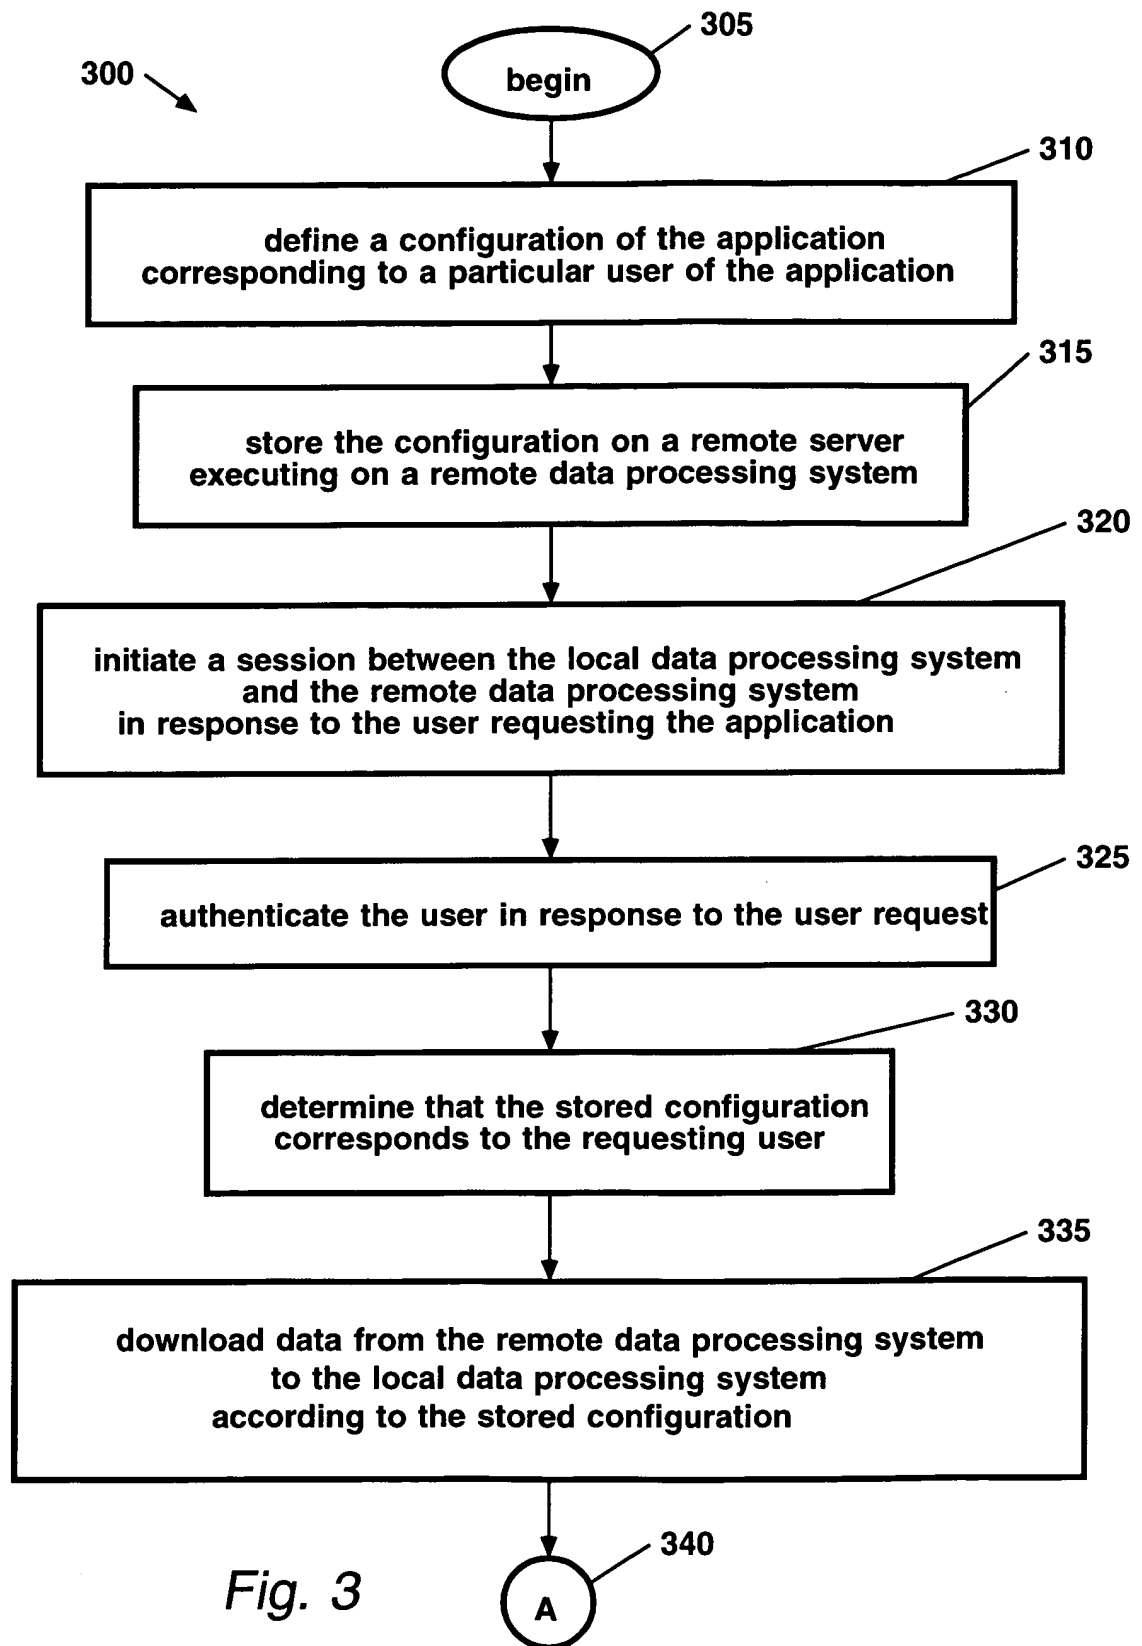 305
300
begin
310
define a configuration of the application
corresponding to a particular user of the application
315
store the configuration on a remote server
executing on a remote data processing system
320
initiate a session between the local data processing system
and the remote data processing system
in response to the user requesting the application
325
authenticate the user in response to the user request
330
determine that the stored configuration
corresponds to the requesting user
335
download data from the remote data processing system
to the local data processing system
according to the stored configuration
340
A
Fig. 3